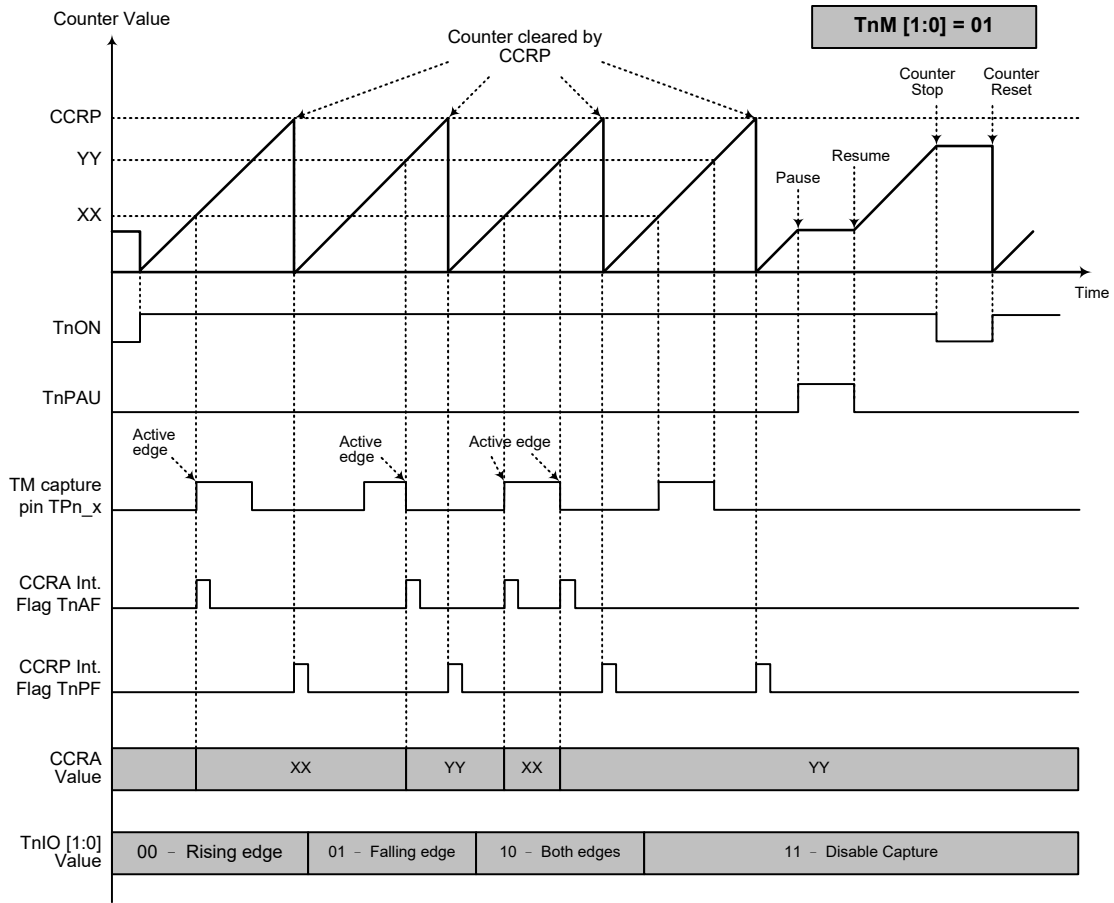 Counter Value
TnM [1:0] = 01
Counter cleared by
CCRP
Counter
Stop
Counter
Reset
CCRP
YY
XX
Pause
Resume
Time
TnON
TnPAU
Active
edge
Active
edge
Active edge
TM capture
pin TPn_x
CCRA Int.
Flag TnAF
CCRP Int.
Flag TnPF
CCRA
Value
XX
YY
XX
YY
TnIO [1:0]
Value
00 – Rising edge
01 – Falling edge
10 – Both edges
11 – Disable Capture